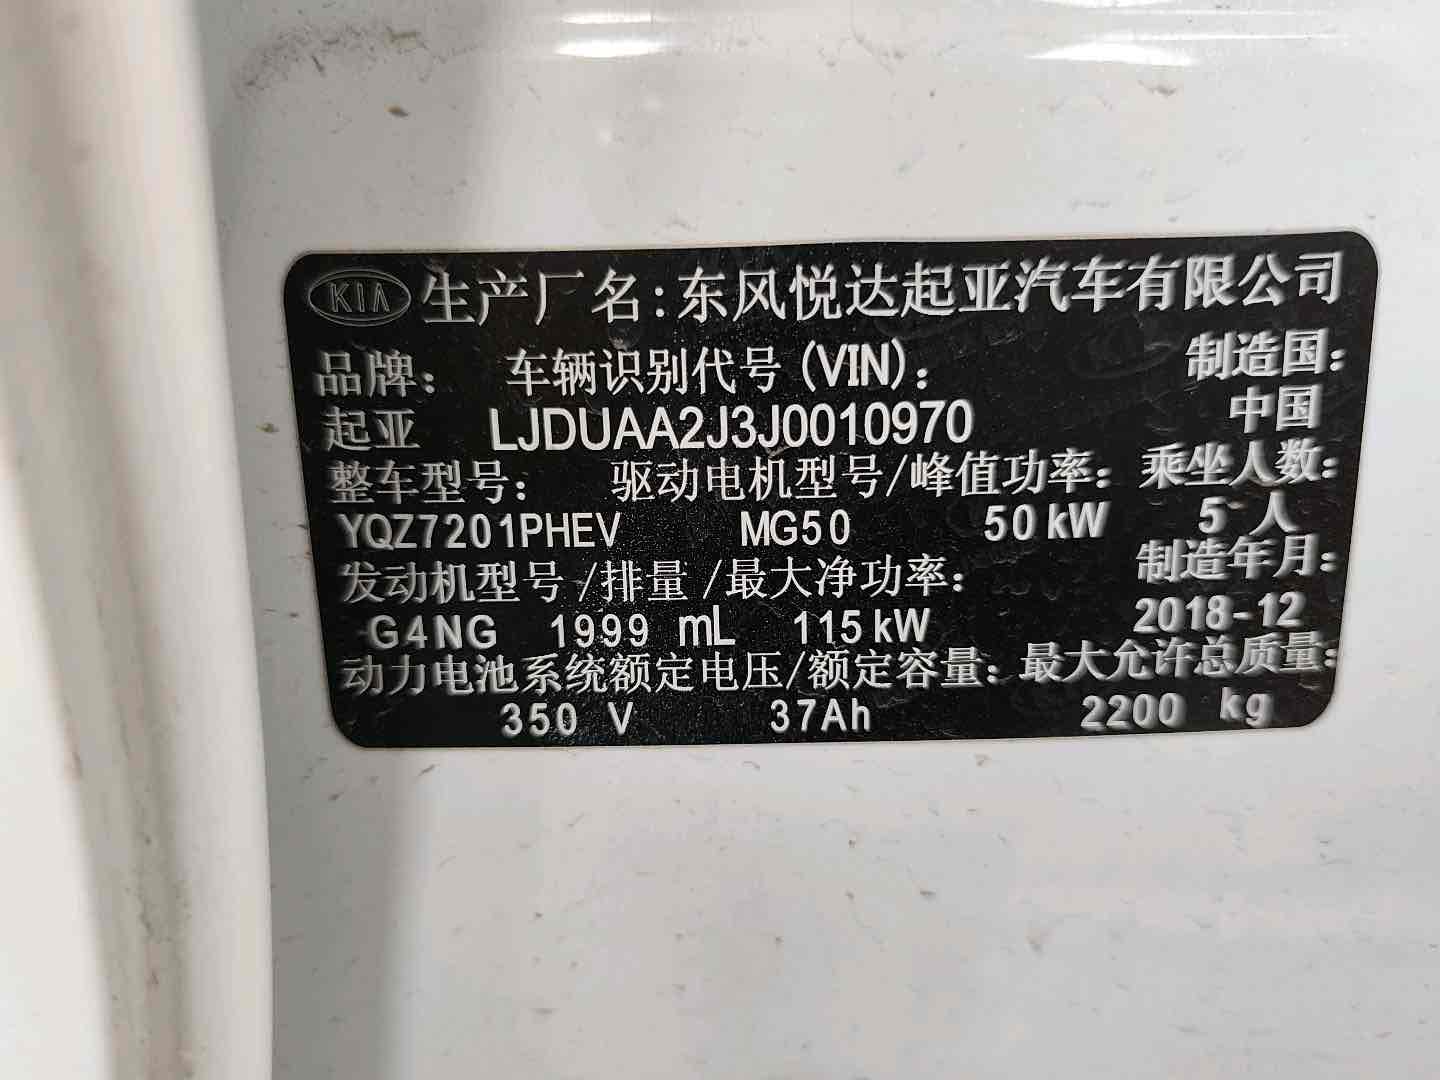 KIA 生产厂名:东风悦达起亚汽车有限公司
品牌: 车辆识别代号(VIN): 制造国:
起亚 LJDUAA2J3J0010970 中国
整车型号: 驱动电机型号/峰值功率: 乘坐人数:
YQZ7201PHEV MG50 50kW 5 人
发动机型号/排量/最大净功率: 制造年月:
G4NG 1999 mL 115kW 2018-12
动力电池系统额定电压/额定容量: 最大允许总质量:
350 V 37Ah 2200 kg